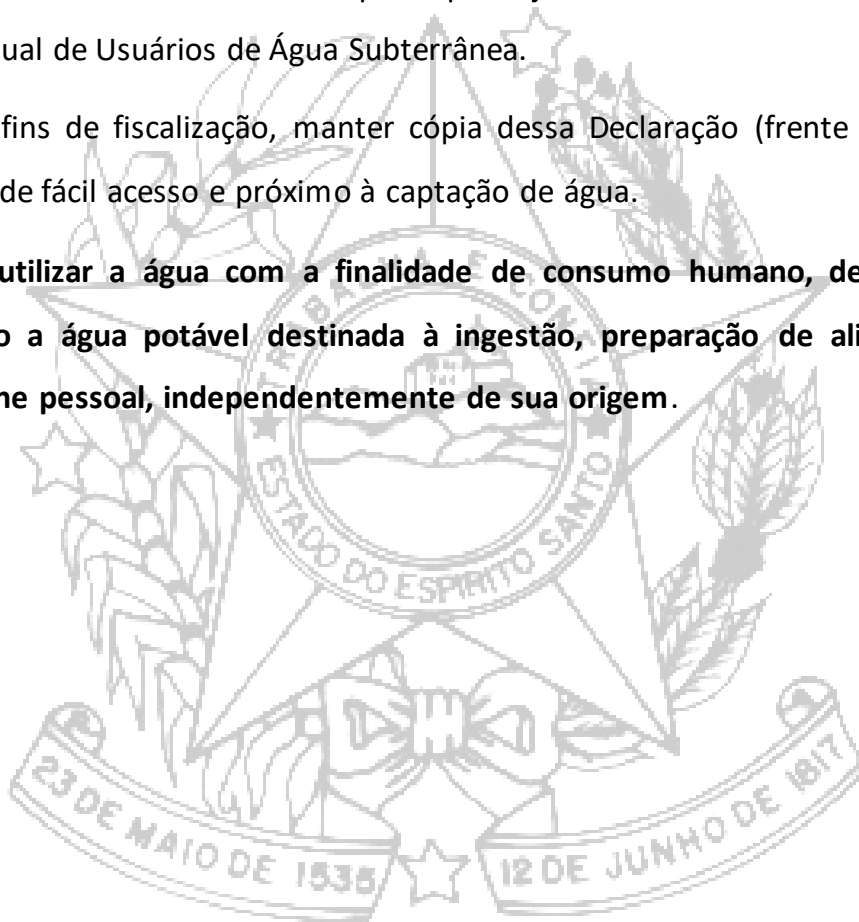 ual de Usuários de Água Subterrânea.
fins de fiscalização, manter cópia dessa Declaração (frente
de fácil acesso e próximo à captação de água.
utilizar a água com a finalidade de consumo humano, de
o a água potável destinada à ingestão, preparação de ali
ne pessoal, independentemente de sua origem.
TRABALHA E CONFIA
ESTADO DO ESPIRITO SANTO
23 DE MAIO DE 1535
12 DE JUNHO DE 1817